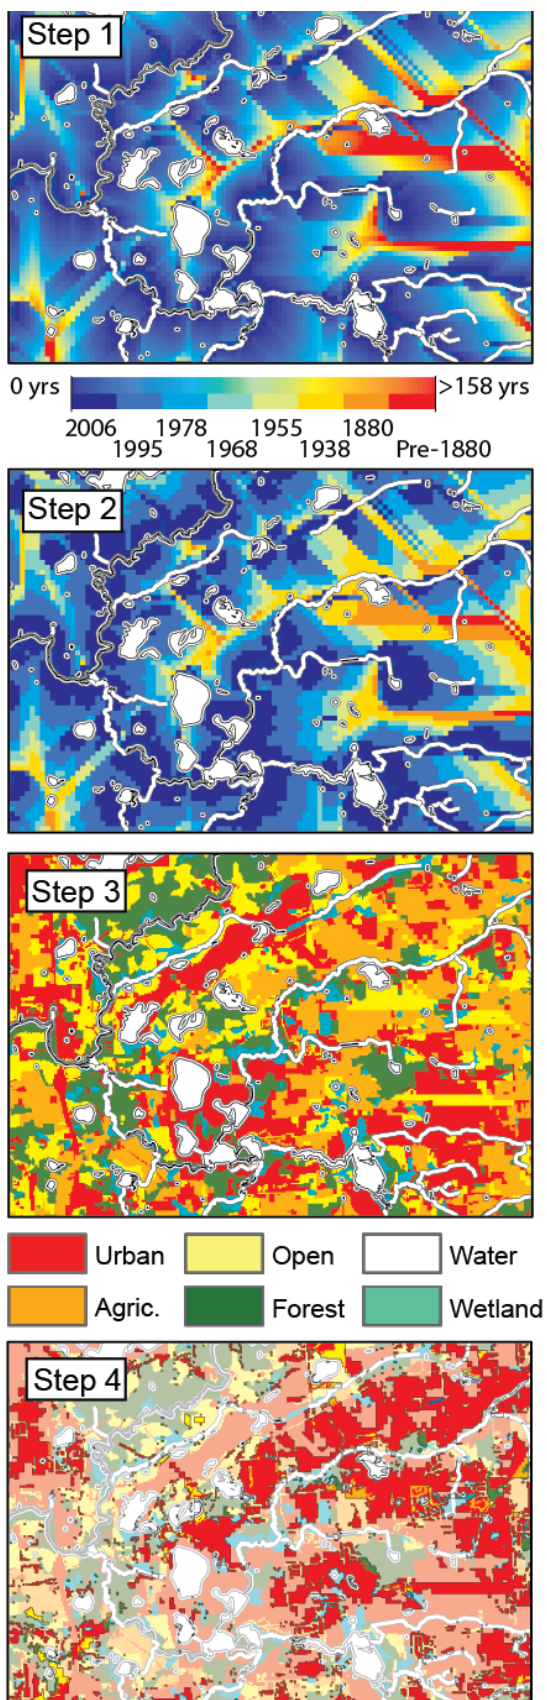 Step 1
0 yrs >158 yrs
2006 1978 1955 1880
1995 1968 1938 Pre-1880
Step 2
Step 3
Urban Open Water
Agric. Forest Wetland
Step 4